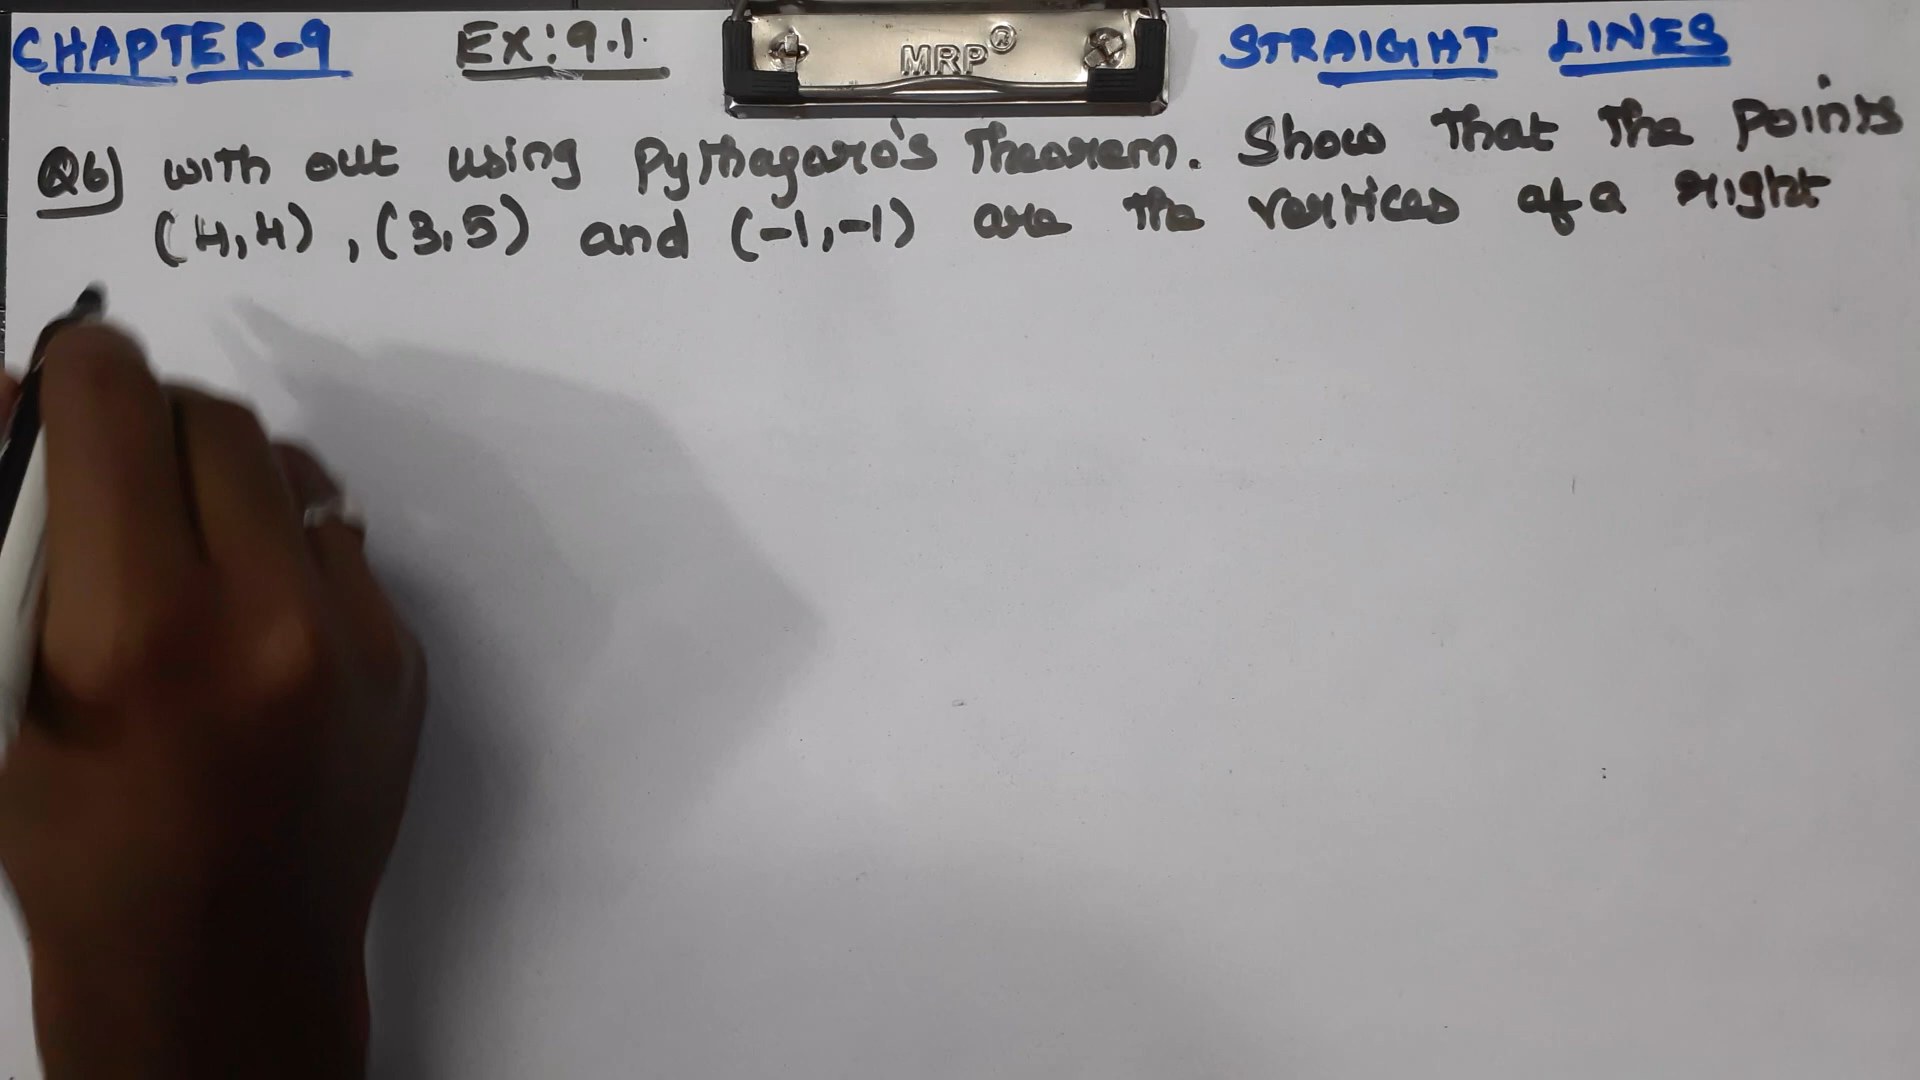 CHAPTER-9 EX:9.1. MRP® STRAIGHT LINES
Q6) with out using Pythagoro's Theorem. Show that the points
(4,4), (3,5) and (-1,-1) are the vertices of a right